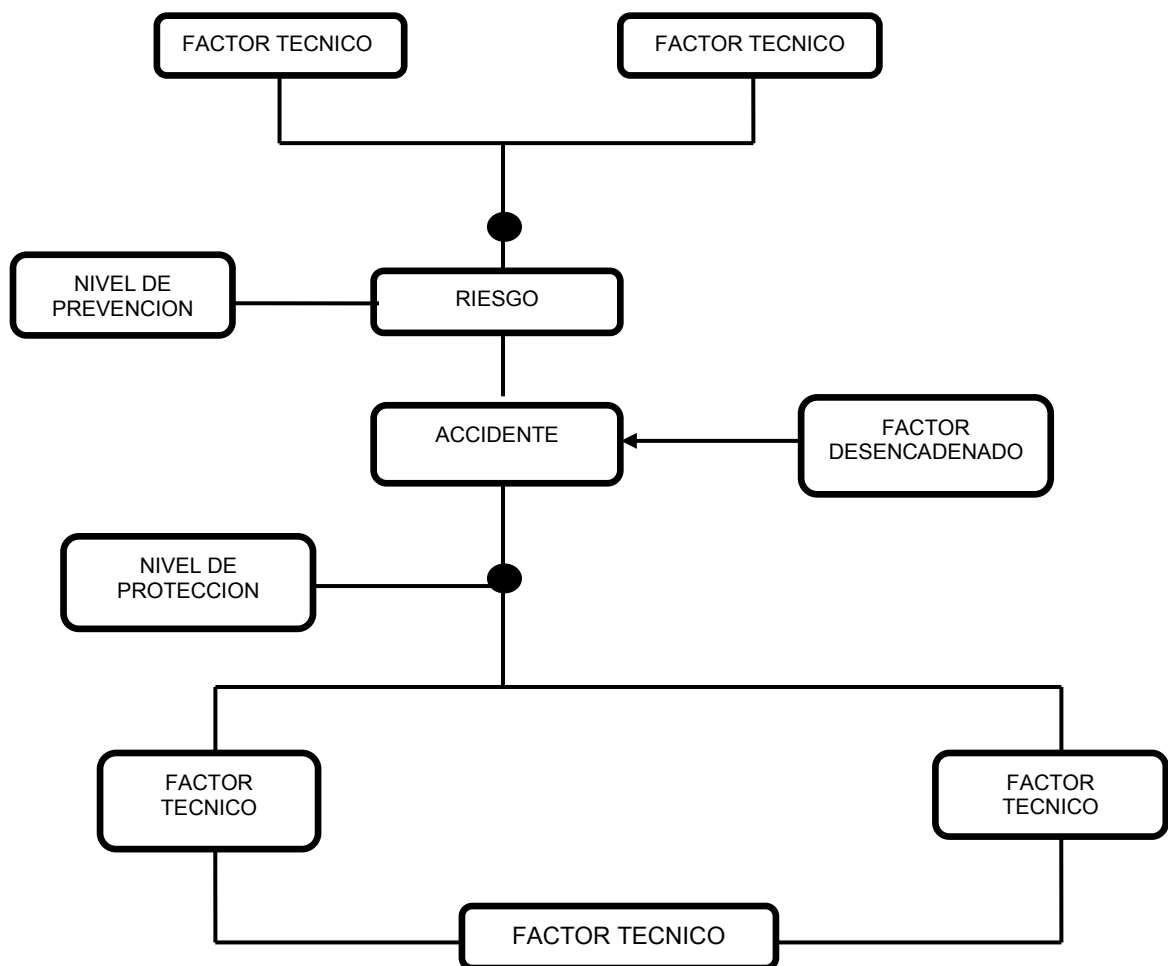 FACTOR TECNICO
FACTOR TECNICO
NIVEL DE
PREVENCION
RIESGO
ACCIDENTE
FACTOR
DESENCADENADO
NIVEL DE
PROTECCION
FACTOR
TECNICO
FACTOR
TECNICO
FACTOR TECNICO